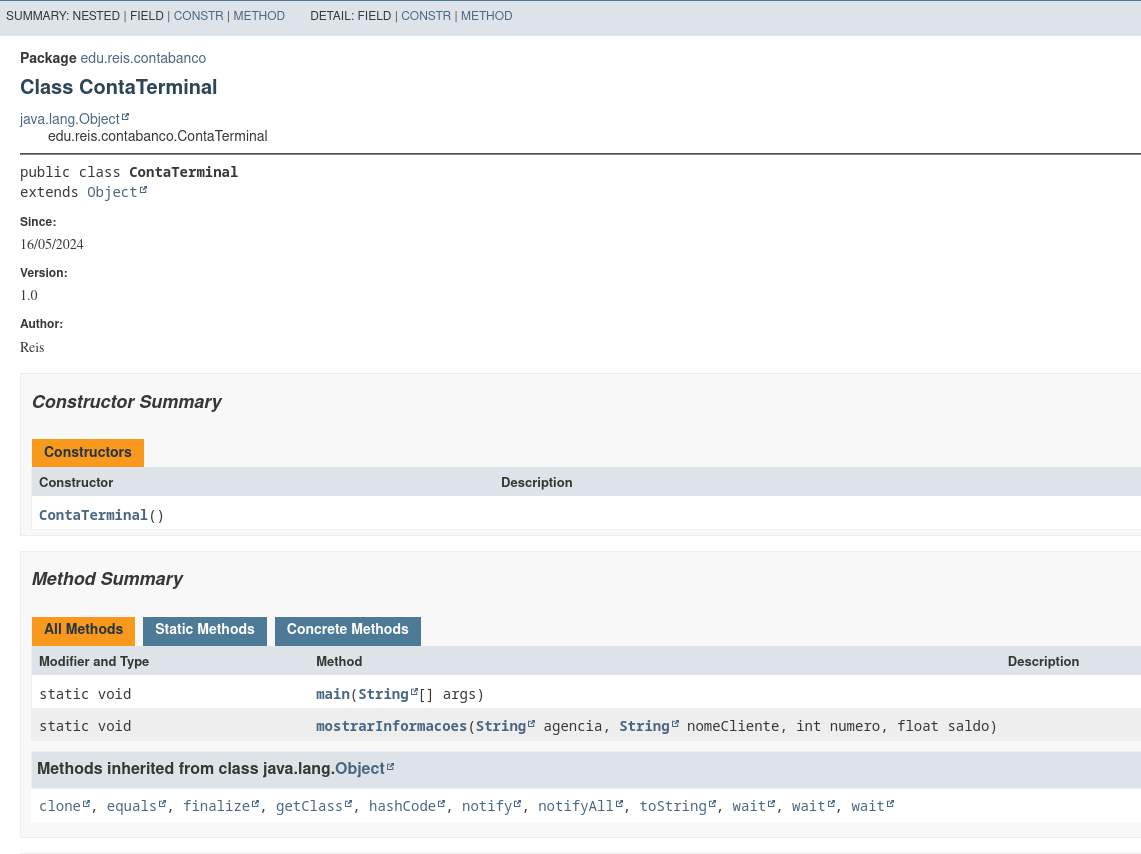 SUMMARY: NESTED | FIELD | CONSTR | METHOD DETAIL: FIELD | CONSTR | METHOD
Package edu.reis.contabanco
Class ContaTerminal
java.lang.Object
edu.reis.contabanco.ContaTerminal
public class ContaTerminal
extends Object
Since:
16/05/2024
Version:
1.0
Author:
Reis
Constructor Summary
Constructors
Constructor Description
ContaTerminal()
Method Summary
All Methods Static Methods Concrete Methods
Modifier and Type Method Description
static void main(String[] args)
static void mostrarInformacoes(String agencia, String nomeCliente, int numero, float saldo)
Methods inherited from class java.lang.Object
clone, equals, finalize, getClass, hashCode, notify, notifyAll, toString, wait, wait, wait